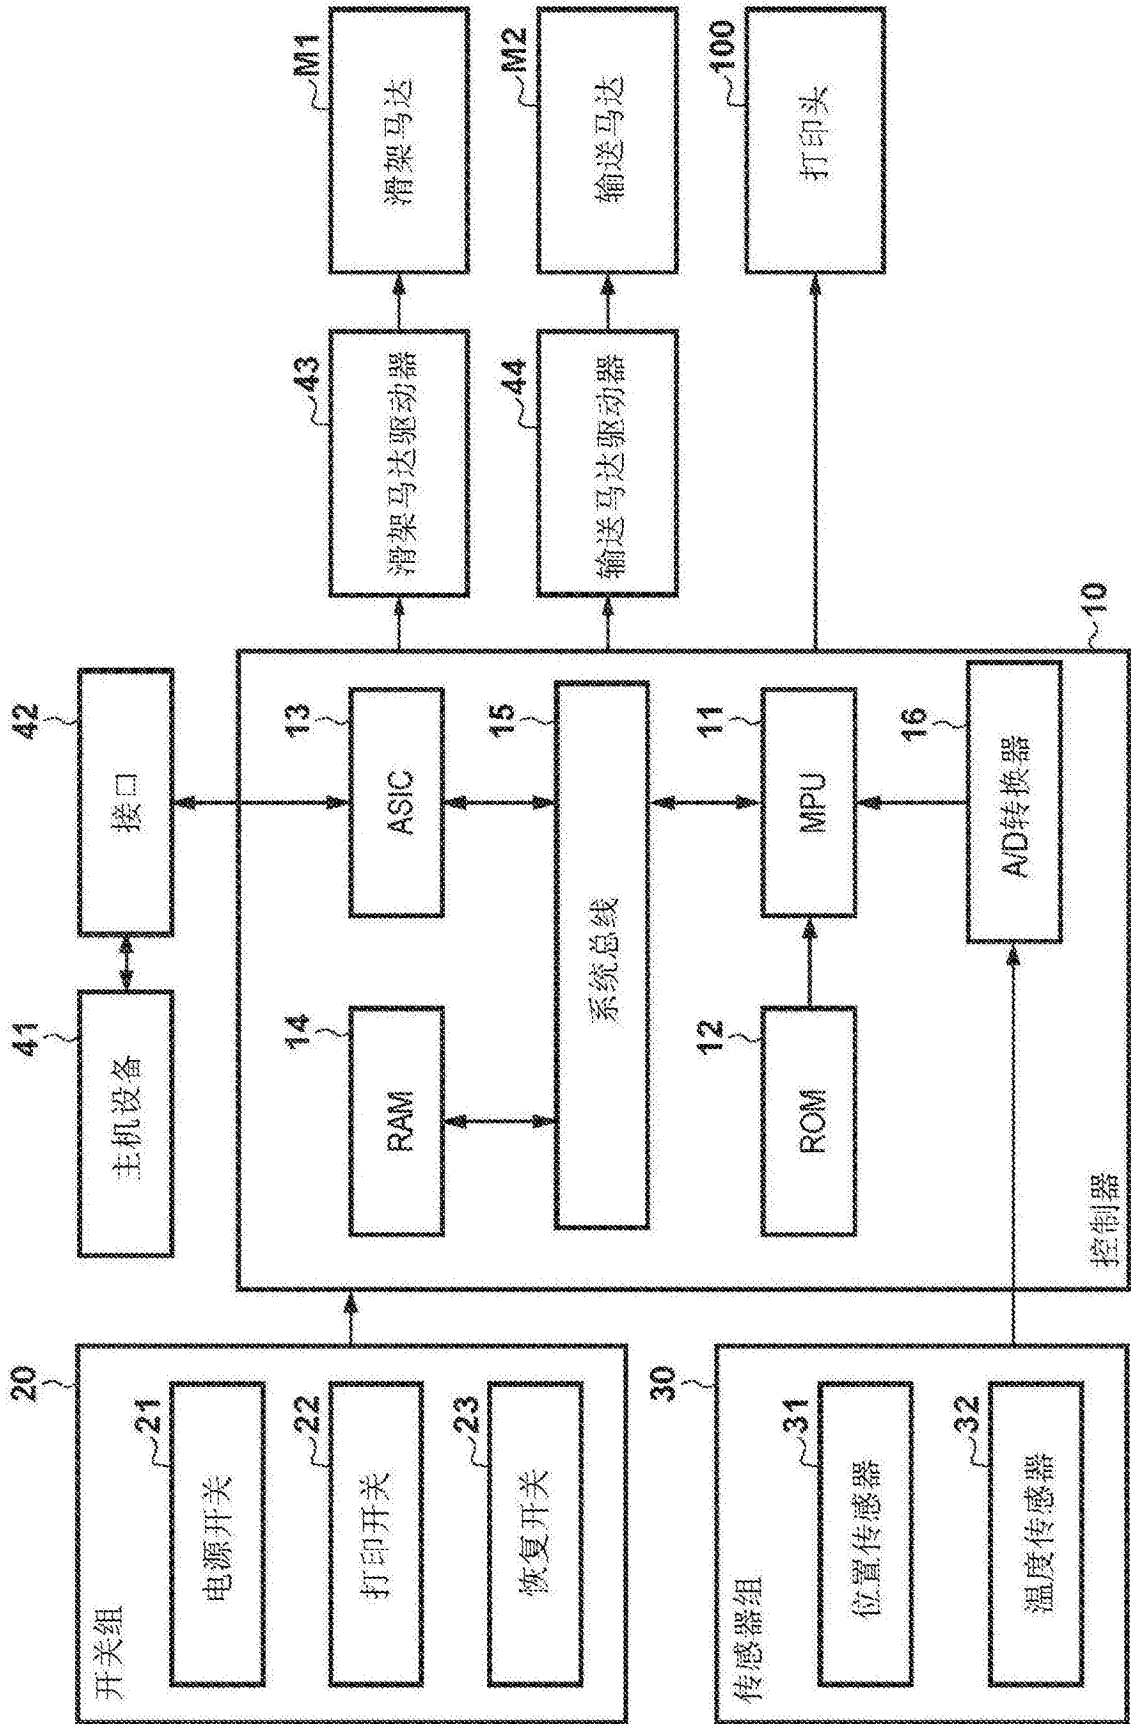 41
主机设备
42
接口
20
开关组
21
电源开关
22
打印开关
23
恢复开关
14
RAM
13
ASIC
43
滑架马达驱动器
M1
滑架马达
15
系统总线
44
输送马达驱动器
M2
输送马达
12
ROM
11
MPU
100
打印头
30
传感器组
31
位置传感器
32
温度传感器
16
A/D转换器
控制器
10